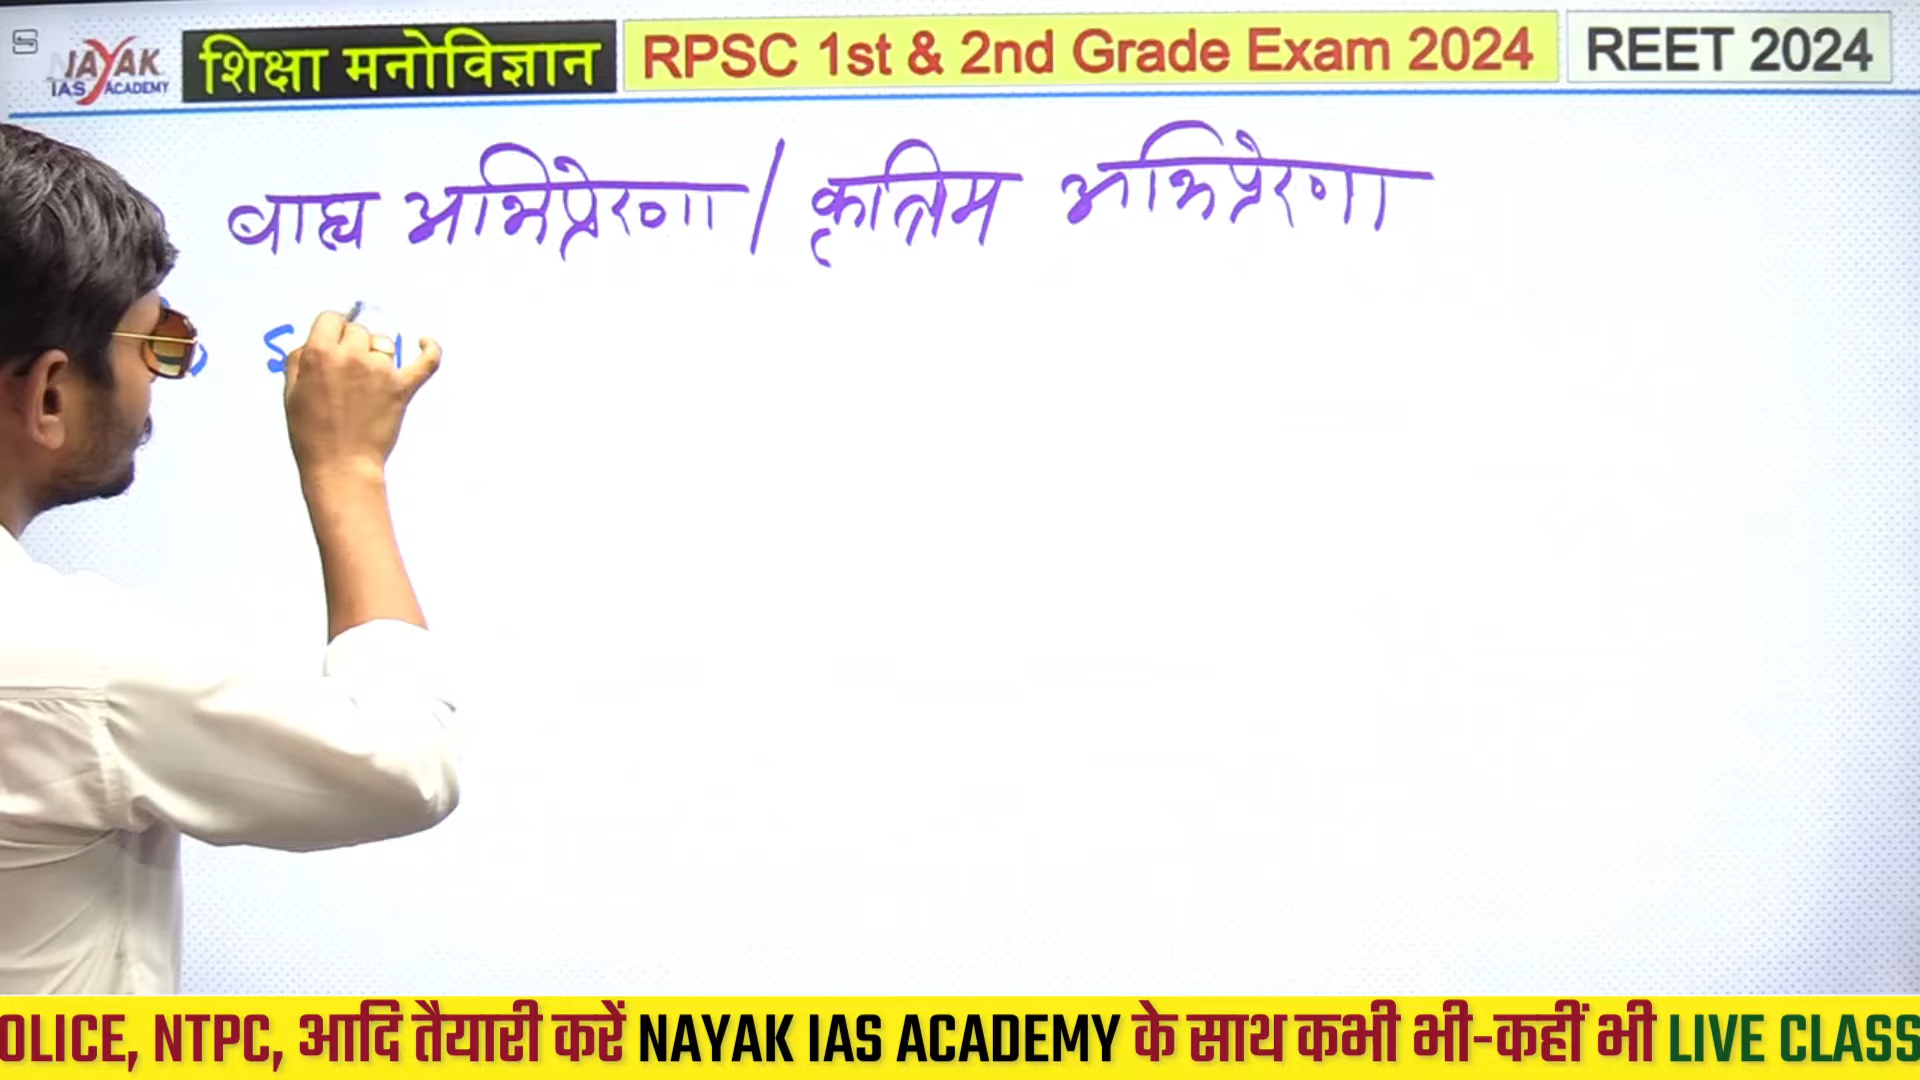 NAYAK
IAS ACADEMY
शिक्षा मनोविज्ञान
RPSC 1st & 2nd Grade Exam 2024
REET 2024
बाह्य अभिप्रेरणा / कृत्रिम अभिप्रेरणा
OLICE, NTPC, आदि तैयारी करें NAYAK IAS ACADEMY के साथ कभी भी-कहीं भी LIVE CLASS